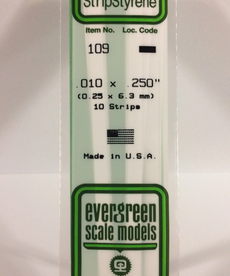 StripStyrene
Item No. Loc. Code
109
.010 x .250"
(0.25 x 6.3 mm)
10 Strips
Made in U.S.A.
evergreen
scale models